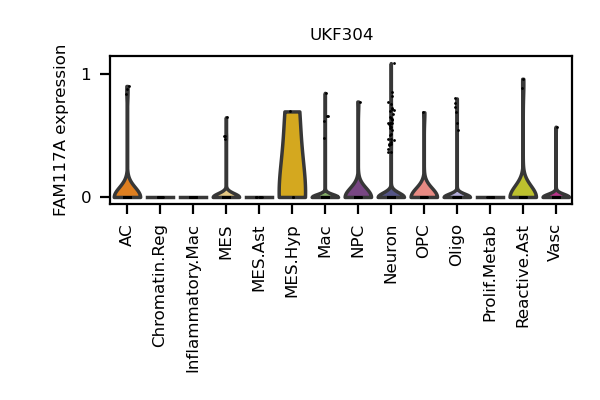 UKF304
FAM117A expression
1
0
AC
Chromatin.Reg
Inflammatory.Mac
MES
MES.Ast
MES.Hyp
Mac
NPC
Neuron
OPC
Oligo
Prolif.Metab
Reactive.Ast
Vasc